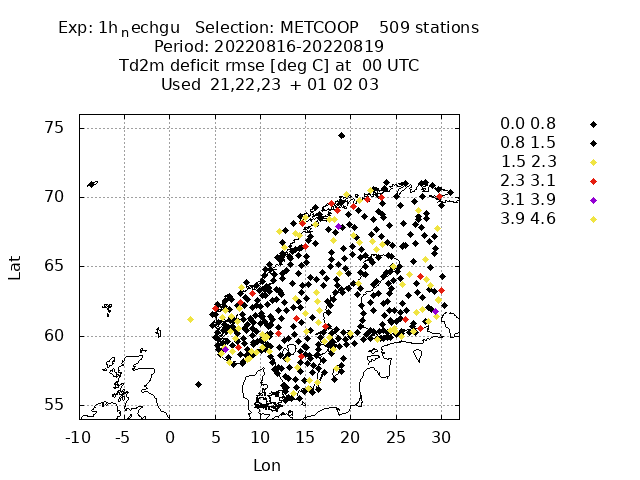 Exp: 1h n echgu Selection: METCOOP 509 stations
Period: 20220816-20220819
Td2m deficit rmse [deg C] at 00 UTC
Used 21,22,23 + 01 02 03
75
70
65
60
55
Lat
-10 -5 0 5 10 15 20 25 30
Lon
0.0 0.8
0.8 1.5
1.5 2.3
2.3 3.1
3.1 3.9
3.9 4.6